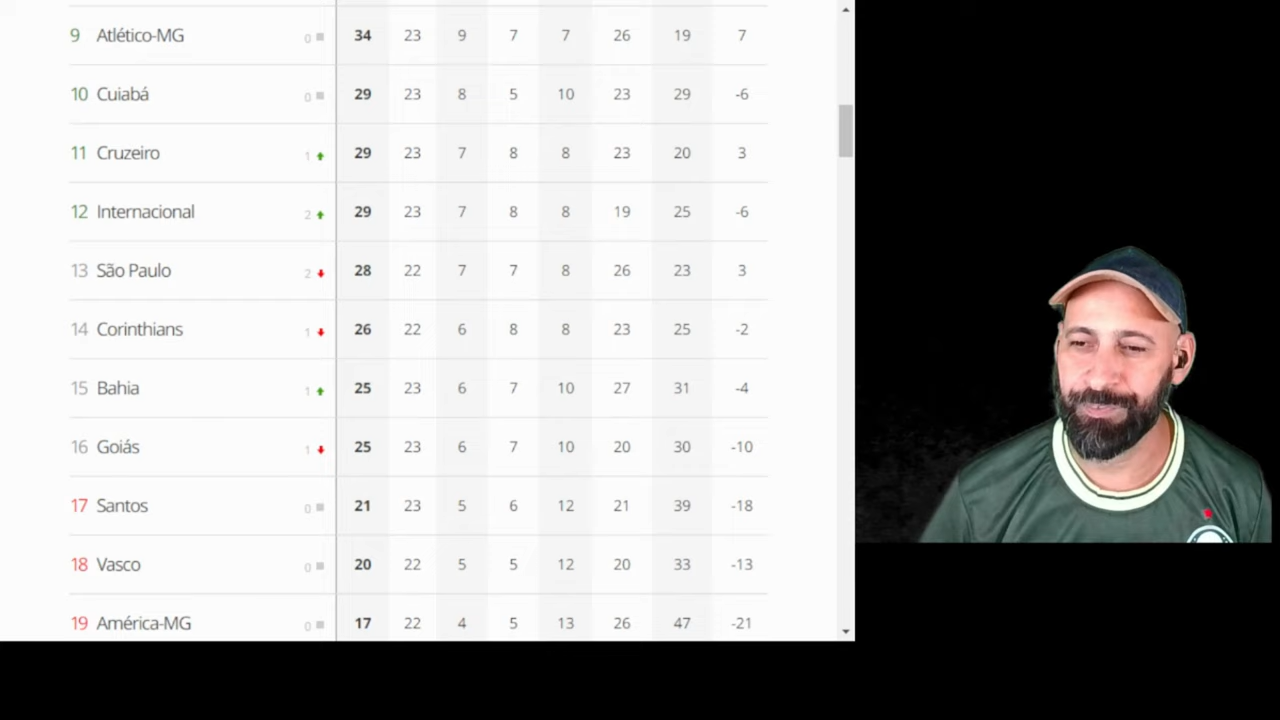 9 Atlético-MG 0 34 23 9 7 7 26 19 7
10 Cuiabá 0 29 23 8 5 10 23 29 -6
11 Cruzeiro 1 29 23 7 8 8 23 20 3
12 Internacional 2 29 23 7 8 8 19 25 -6
13 São Paulo 2 28 22 7 7 8 26 23 3
14 Corinthians 1 26 22 6 8 8 23 25 -2
15 Bahia 1 25 23 6 7 10 27 31 -4
16 Goiás 1 25 23 6 7 10 20 30 -10
17 Santos 0 21 23 5 6 12 21 39 -18
18 Vasco 0 20 22 5 5 12 20 33 -13
19 América-MG 0 17 22 4 5 13 26 47 -21